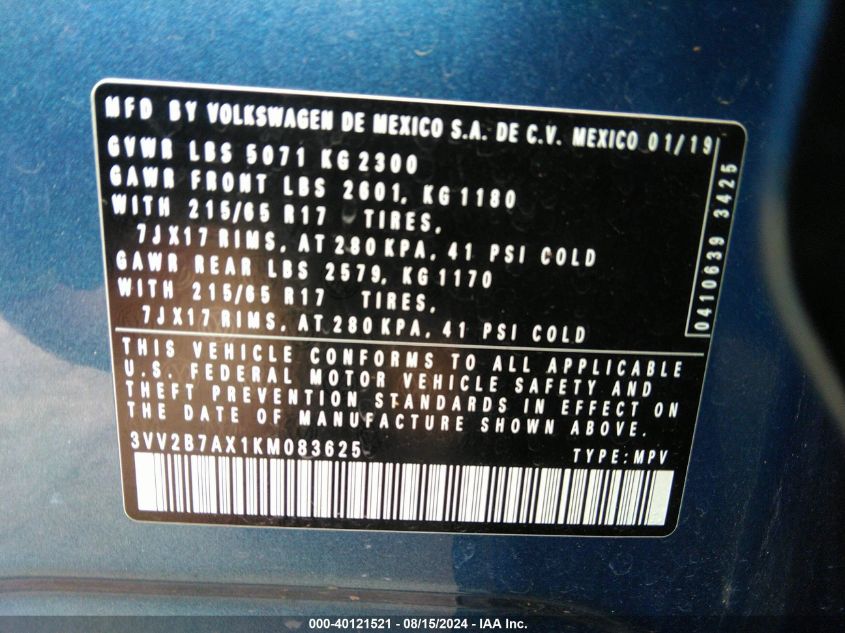 MFD BY VOLKSWAGEN DE MEXICO S.A. DE C.V. MEXICO 01/19
GVWR LBS 5071 KG 2300
GAWR FRONT LBS 2601, KG 1180
WITH 215/65 R17 TIRES,
7JX17 RIMS, AT 280 KPA, 41 PSI COLD
GAWR REAR LBS 2579, KG 1170
WITH 215/65 R17 TIRES,
7JX17 RIMS, AT 280 KPA, 41 PSI COLD
0410639 3425
THIS VEHICLE CONFORMS TO ALL APPLICABLE
U.S. FEDERAL MOTOR VEHICLE SAFETY AND
THEFT PREVENTION STANDARDS IN EFFECT ON
THE DATE OF MANUFACTURE SHOWN ABOVE.
3VV2B7AX1KM083625
TYPE: MPV
000-40121521 - 08/15/2024 - IAA Inc.